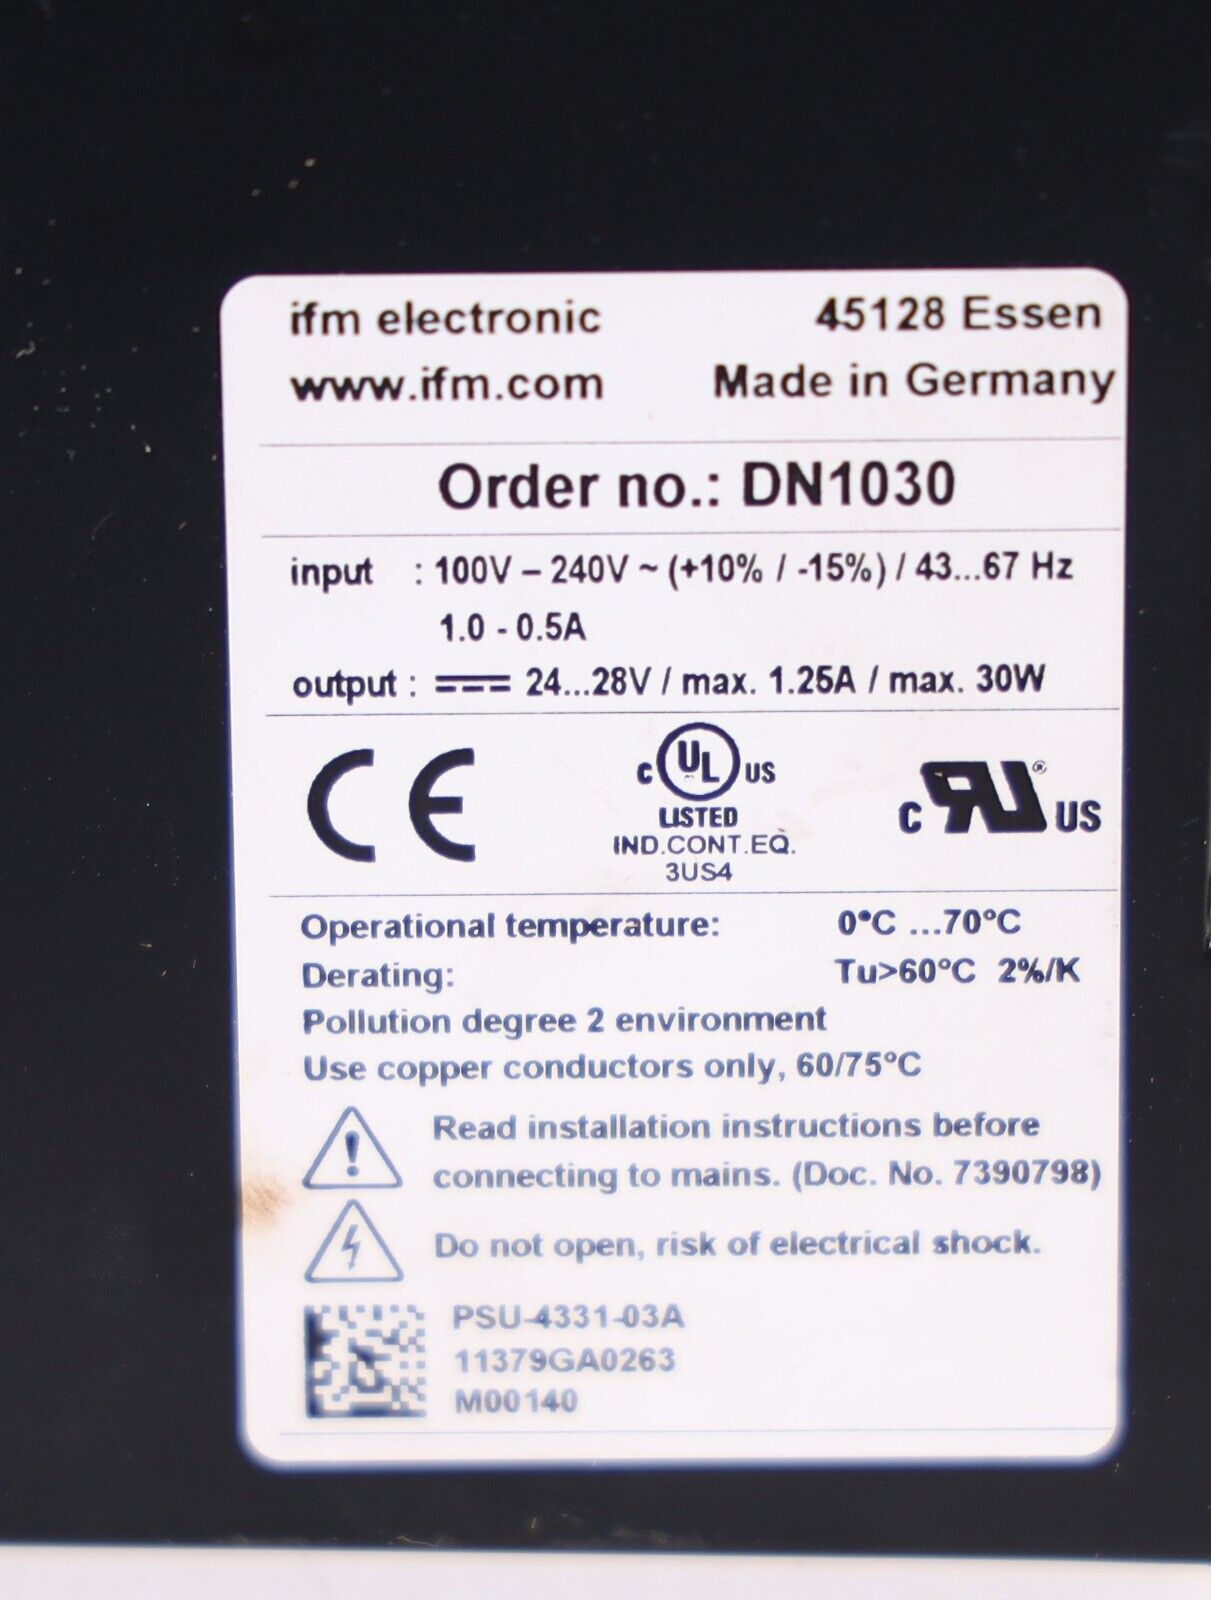 ifm electronic 45128 Essen
www.ifm.com Made in Germany
Order no.: DN1030
input : 100V – 240V ~ (+10% / -15%) / 43...67 Hz
1.0 - 0.5A
output : 24...28V / max. 1.25A / max. 30W
CE
c UL US
LISTED
IND.CONT.EQ.
3US4
c RU ® US
Operational temperature: 0°C ...70°C
Derating: Tu>60°C 2%/K
Pollution degree 2 environment
Use copper conductors only, 60/75°C
! Read installation instructions before
connecting to mains. (Doc. No. 7390798)
Do not open, risk of electrical shock.
PSU-4331-03A
11379GA0263
M00140